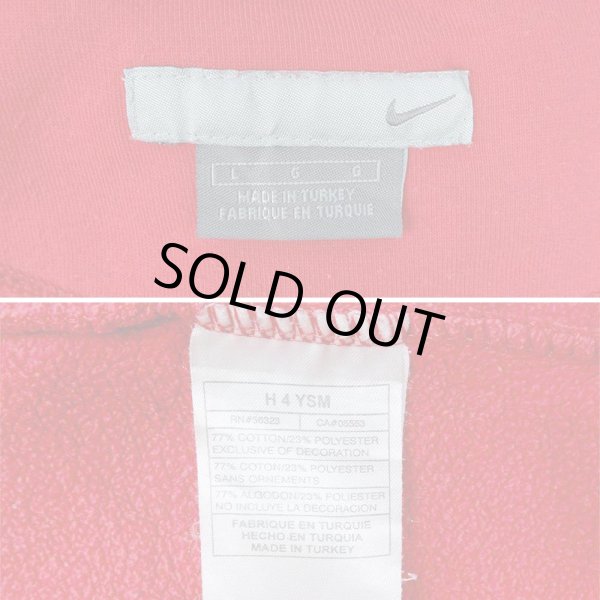 L G G
MADE IN TURKEY
FABRIQUE EN TURQUIE
SOLD OUT
H 4 YSM
RN#56323 CA#05553
77% COTTON/23% POLYESTER
EXCLUSIVE OF DECORATION
77% COTON/23% POLYESTER
SANS ORNEMENTS
77% ALGODON/23% POLIESTER
NO INCLUYE LA DECORACION
FABRIQUE EN TURQUIE
HECHO EN TURQUIA
MADE IN TURKEY